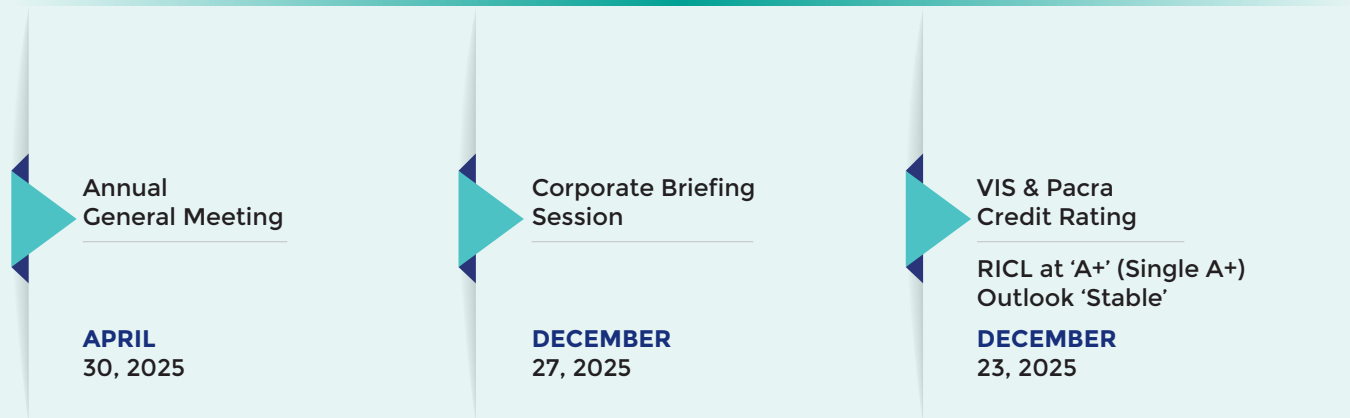 Annual
General Meeting
APRIL
30, 2025
Corporate Briefing
Session
DECEMBER
27, 2025
VIS & Pacra
Credit Rating
RICL at ‘A+’ (Single A+)
Outlook ‘Stable’
DECEMBER
23, 2025